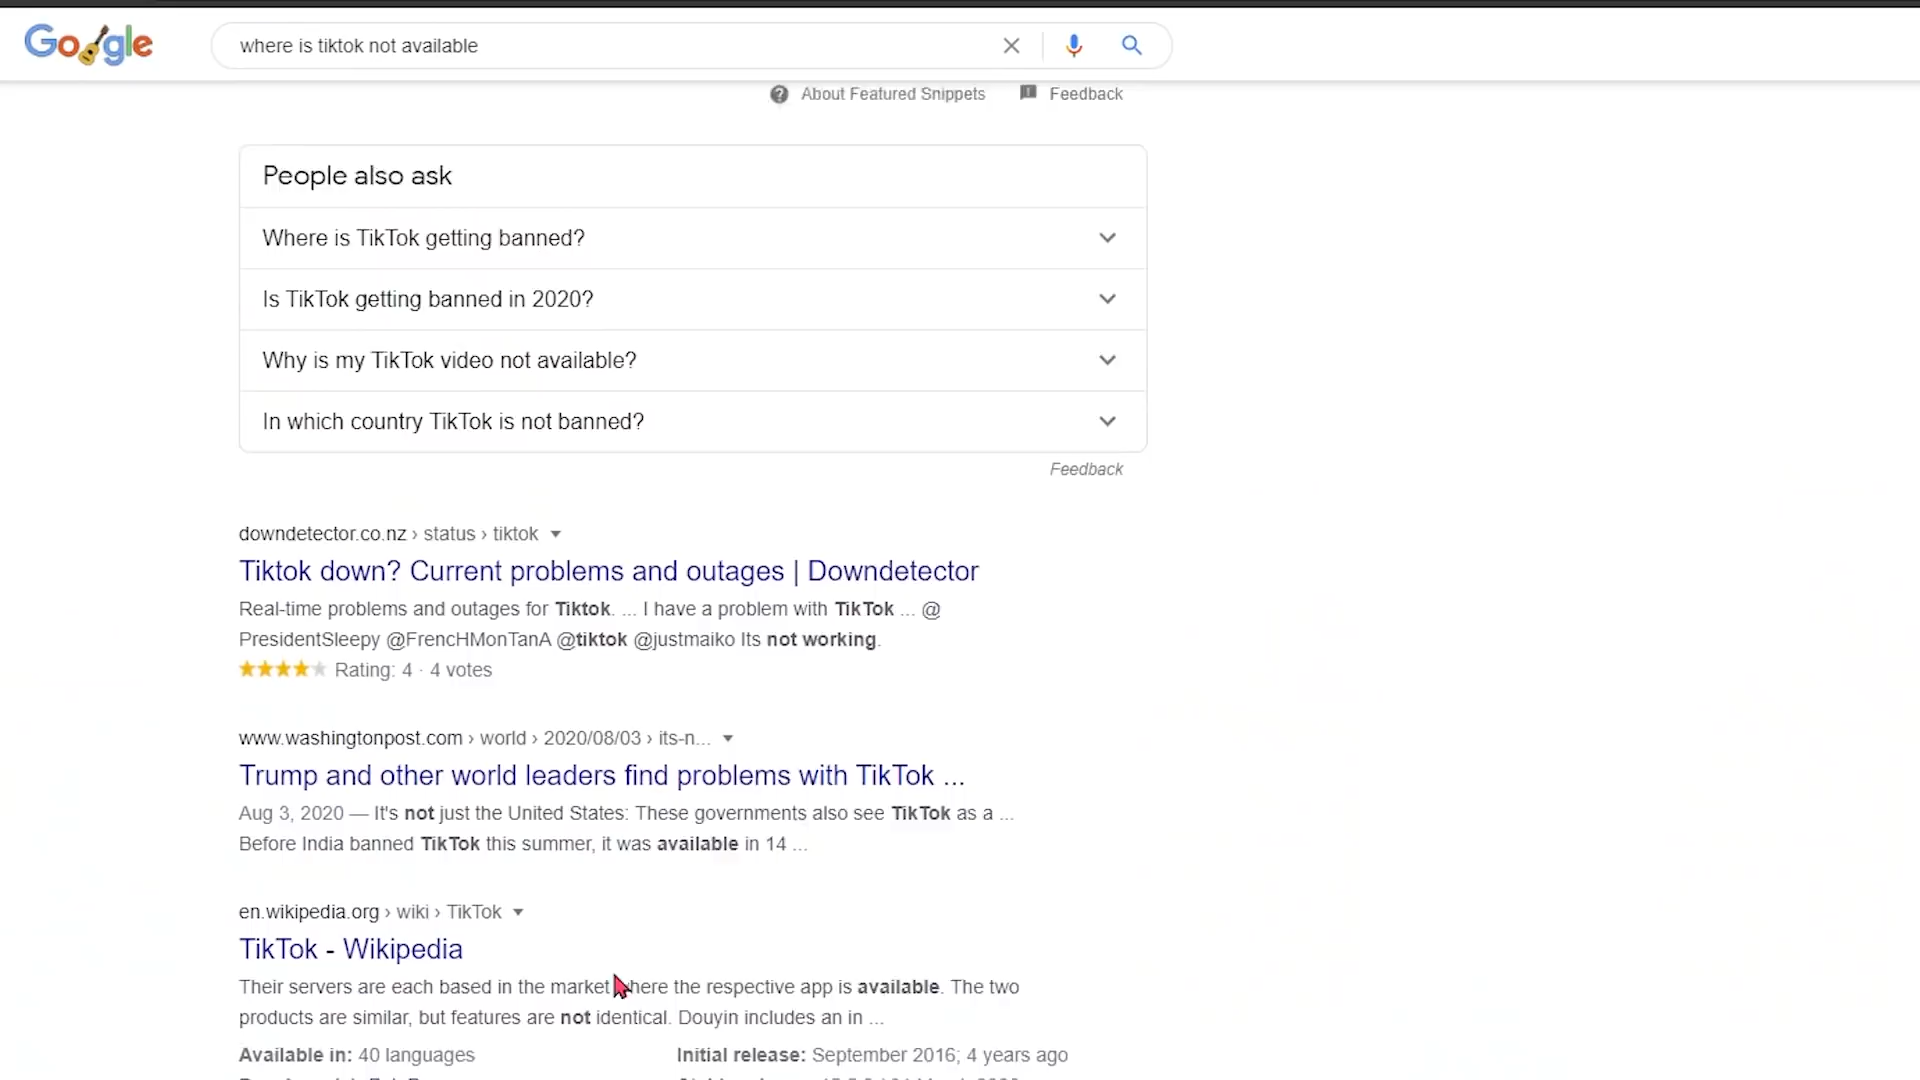 Google
where is tiktok not available
About Featured Snippets Feedback
People also ask
Where is TikTok getting banned?
Is TikTok getting banned in 2020?
Why is my TikTok video not available?
In which country TikTok is not banned?
Feedback
downdetector.co.nz › status › tiktok
Tiktok down? Current problems and outages | Downdetector
Real-time problems and outages for Tiktok. ... I have a problem with TikTok ... @
PresidentSleepy @FrencHMonTanA @tiktok @justmaiko Its not working.
Rating: 4 · 4 votes
www.washingtonpost.com › world › 2020/08/03 › its-n...
Trump and other world leaders find problems with TikTok ...
Aug 3, 2020 — It's not just the United States: These governments also see TikTok as a ...
Before India banned TikTok this summer, it was available in 14 ...
en.wikipedia.org › wiki › TikTok
TikTok - Wikipedia
Their servers are each based in the market where the respective app is available. The two
products are similar, but features are not identical. Douyin includes an in ...
Available in: 40 languages Initial release: September 2016; 4 years ago